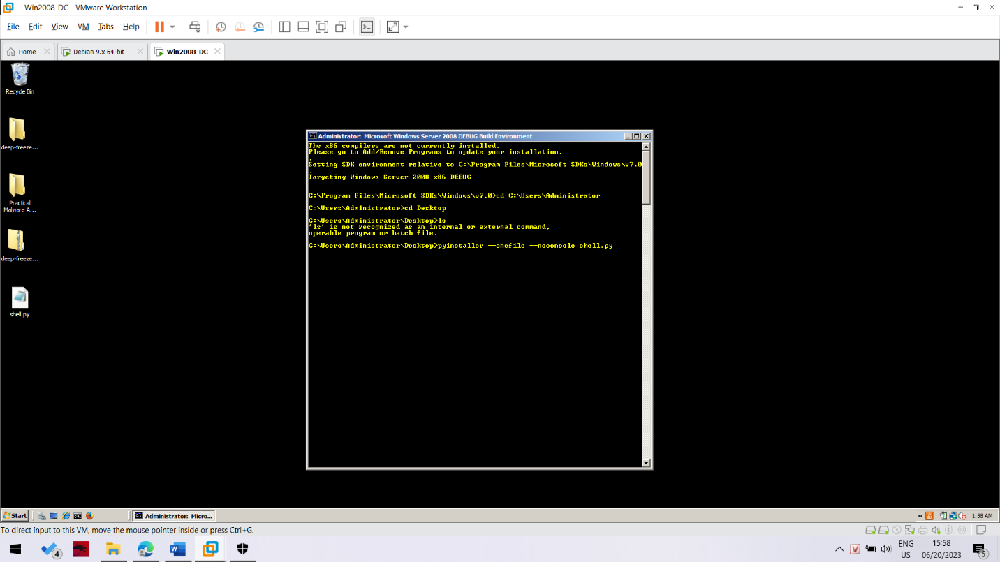 Win2008-DC - VMware Workstation
File Edit View VM Tabs Help
Home
Debian 9.x 64-bit
Win2008-DC
Recycle Bin
deep-freeze...
Practical
Malware A...
deep-freeze...
shell.py
Administrator: Microsoft Windows Server 2008 DEBUG Build Environment
The x86 compilers are not currently installed.
Please go to Add/Remove Programs to update your installation.
.
Setting SDK environment relative to C:\Program Files\Microsoft SDKs\Windows\v7.0
.
Targeting Windows Server 2008 x86 DEBUG
C:\Program Files\Microsoft SDKs\Windows\v7.0>cd C:\Users\Administrator
C:\Users\Administrator>cd Desktop
C:\Users\Administrator\Desktop>ls
'ls' is not recognized as an internal or external command,
operable program or batch file.
C:\Users\Administrator\Desktop>pyinstaller --onefile --noconsole shell.py
Start
Administrator: Micro...
1:58 AM
To direct input to this VM, move the mouse pointer inside or press Ctrl+G.
4
W
V
ENG
US
15:58
06/20/2023
5